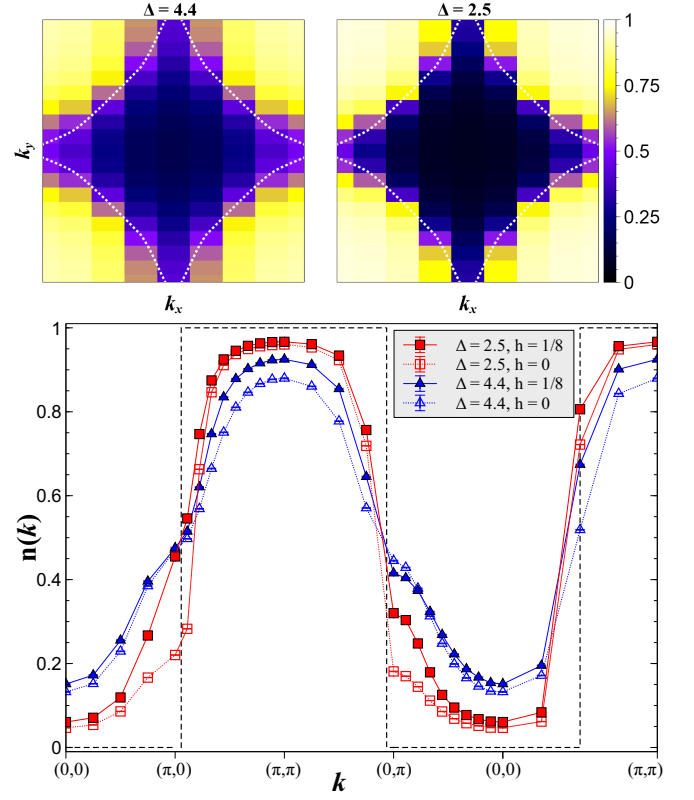 Δ = 4.4
Δ = 2.5
1
0.75
0.5
0.25
0
k_y
k_x
k_x
1
0.8
0.6
0.4
0.2
0
n(k)
Δ = 2.5, h = 1/8
Δ = 2.5, h = 0
Δ = 4.4, h = 1/8
Δ = 4.4, h = 0
(0,0)
(π,0)
(π,π)
(0,π)
(0,0)
(π,π)
k